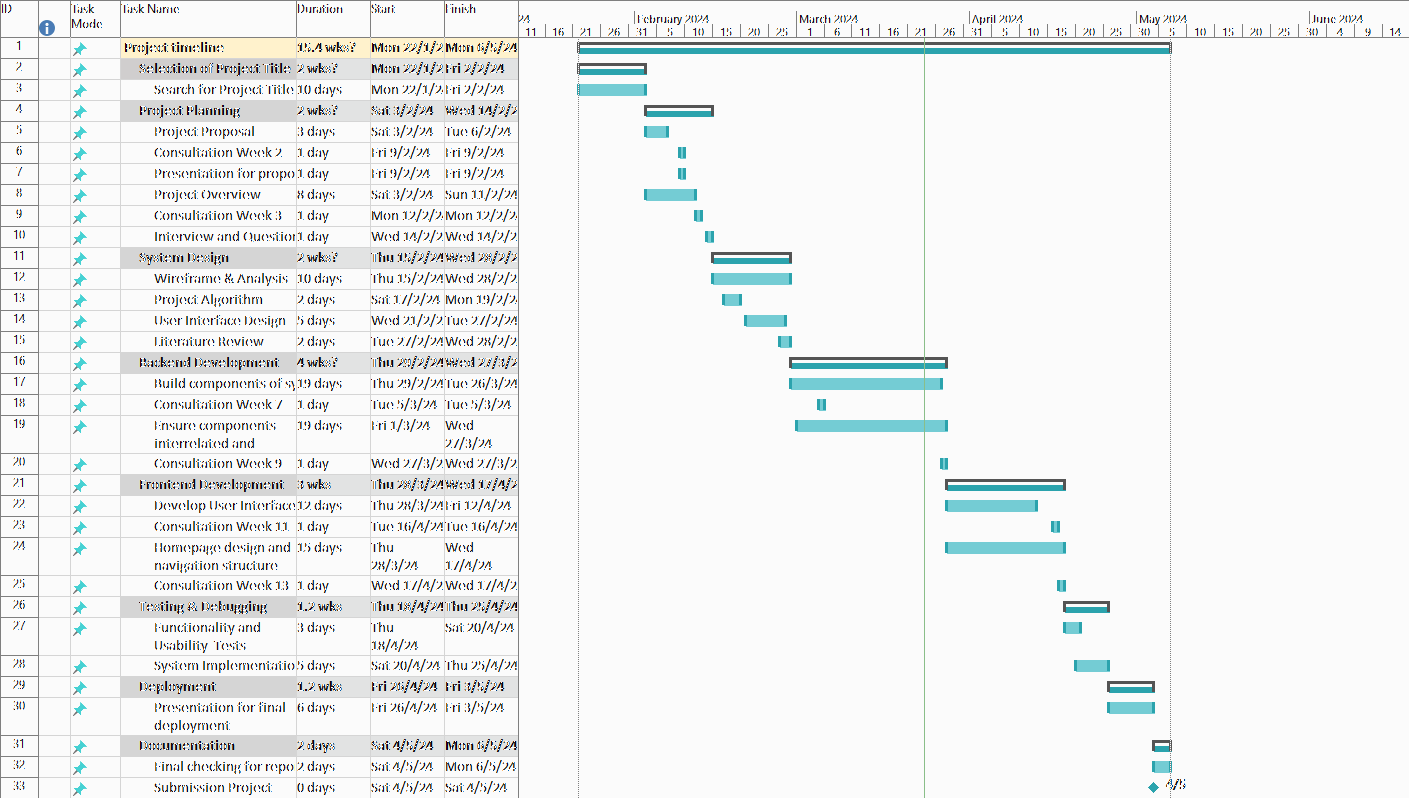 ID Task Mode Task Name Duration Start Finish
24 February 2024 March 2024 April 2024 May 2024 June 2024
11 16 21 26 31 5 10 15 20 25 1 6 11 16 21 26 31 5 10 15 20 25 30 5 10 15 20 25 30 4 9 14
1 Project timeline 15.4 wks? Mon 22/1/2 Mon 6/5/24
2 Selection of Project Title 2 wks? Mon 22/1/2 Fri 2/2/24
3 Search for Project Title 10 days Mon 22/1/2 Fri 2/2/24
4 Project Planning 2 wks? Sat 3/2/24 Wed 14/2/2
5 Project Proposal 3 days Sat 3/2/24 Tue 6/2/24
6 Consultation Week 2 1 day Fri 9/2/24 Fri 9/2/24
7 Presentation for propo 1 day Fri 9/2/24 Fri 9/2/24
8 Project Overview 8 days Sat 3/2/24 Sun 11/2/24
9 Consultation Week 3 1 day Mon 12/2/2 Mon 12/2/2
10 Interview and Question 1 day Wed 14/2/2 Wed 14/2/2
11 System Design 2 wks? Thu 15/2/24 Wed 28/2/2
12 Wireframe & Analysis 10 days Thu 15/2/24 Wed 28/2/2
13 Project Algorithm 2 days Sat 17/2/24 Mon 19/2/2
14 User Interface Design 5 days Wed 21/2/2 Tue 27/2/24
15 Literature Review 2 days Tue 27/2/24 Wed 28/2/2
16 Backend Development 4 wks? Thu 29/2/24 Wed 27/3/2
17 Build components of sy 19 days Thu 29/2/24 Tue 26/3/24
18 Consultation Week 7 1 day Tue 5/3/24 Tue 5/3/24
19 Ensure components interrelated and 19 days Fri 1/3/24 Wed 27/3/24
20 Consultation Week 9 1 day Wed 27/3/2 Wed 27/3/2
21 Frontend Development 3 wks Thu 28/3/24 Wed 17/4/2
22 Develop User Interface 12 days Thu 28/3/24 Fri 12/4/24
23 Consultation Week 11 1 day Tue 16/4/24 Tue 16/4/24
24 Homepage design and navigation structure 15 days Thu 28/3/24 Wed 17/4/24
25 Consultation Week 13 1 day Wed 17/4/2 Wed 17/4/2
26 Testing & Debugging 1.2 wks Thu 18/4/24 Thu 25/4/24
27 Functionality and Usability Tests 3 days Thu 18/4/24 Sat 20/4/24
28 System Implementatio 5 days Sat 20/4/24 Thu 25/4/24
29 Deployment 1.2 wks Fri 26/4/24 Fri 3/5/24
30 Presentation for final deployment 6 days Fri 26/4/24 Fri 3/5/24
31 Documentation 2 days Sat 4/5/24 Mon 6/5/24
32 Final checking for repo 2 days Sat 4/5/24 Mon 6/5/24
33 Submission Project 0 days Sat 4/5/24 Sat 4/5/24 4/5